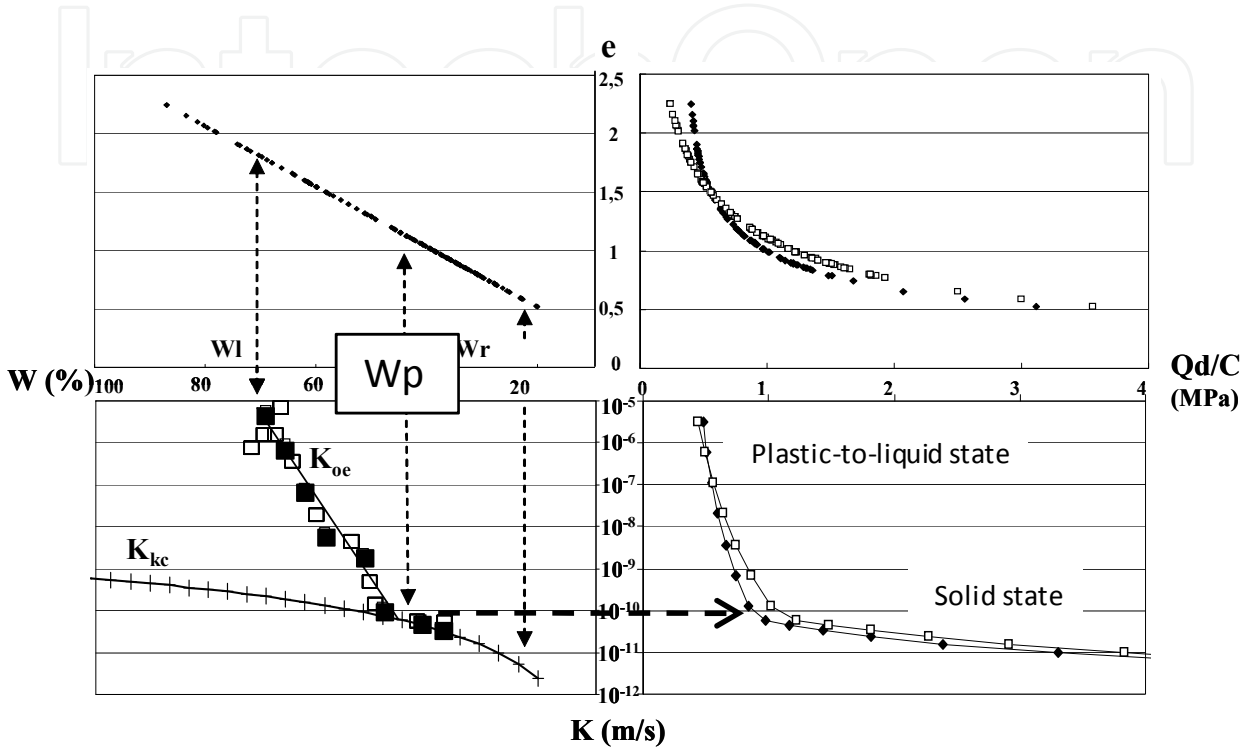 IntechOpen
e
2,5
2
1,5
1
0,5
0
Wl
Wr
Wp
W (%)
100
80
60
20
0
1
2
3
4
Qd/C
(MPa)
10-5
10-6
10-7
10-8
10-9
10-10
10-11
10-12
Koe
Kkc
Plastic-to-liquid state
Solid state
K (m/s)